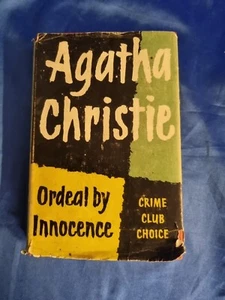 Agatha
Christie
Ordeal by
Innocence
CRIME
CLUB
CHOICE